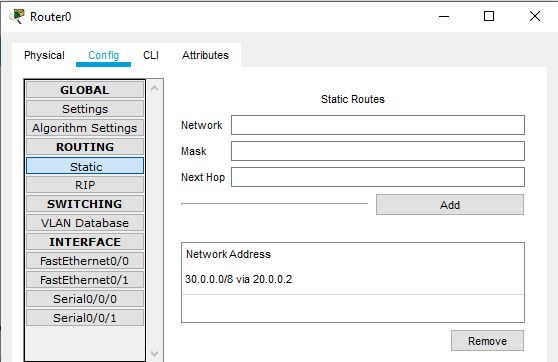 Router0
Physical Config CLI Attributes
GLOBAL
Settings
Algorithm Settings
ROUTING
Static
RIP
SWITCHING
VLAN Database
INTERFACE
FastEthernet0/0
FastEthernet0/1
Serial0/0/0
Serial0/0/1
Static Routes
Network
Mask
Next Hop
Add
Network Address
30.0.0.0/8 via 20.0.0.2
Remove